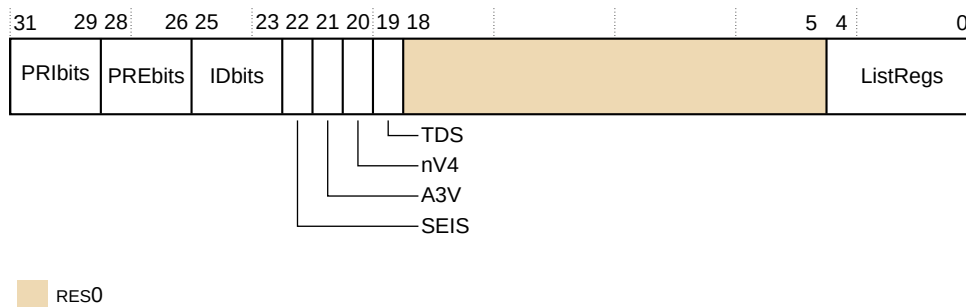 31 29 28 26 25 23 22 21 20 19 18 5 4 0
PRIbits PREbits IDbits ListRegs
TDS
nV4
A3V
SEIS
RES0